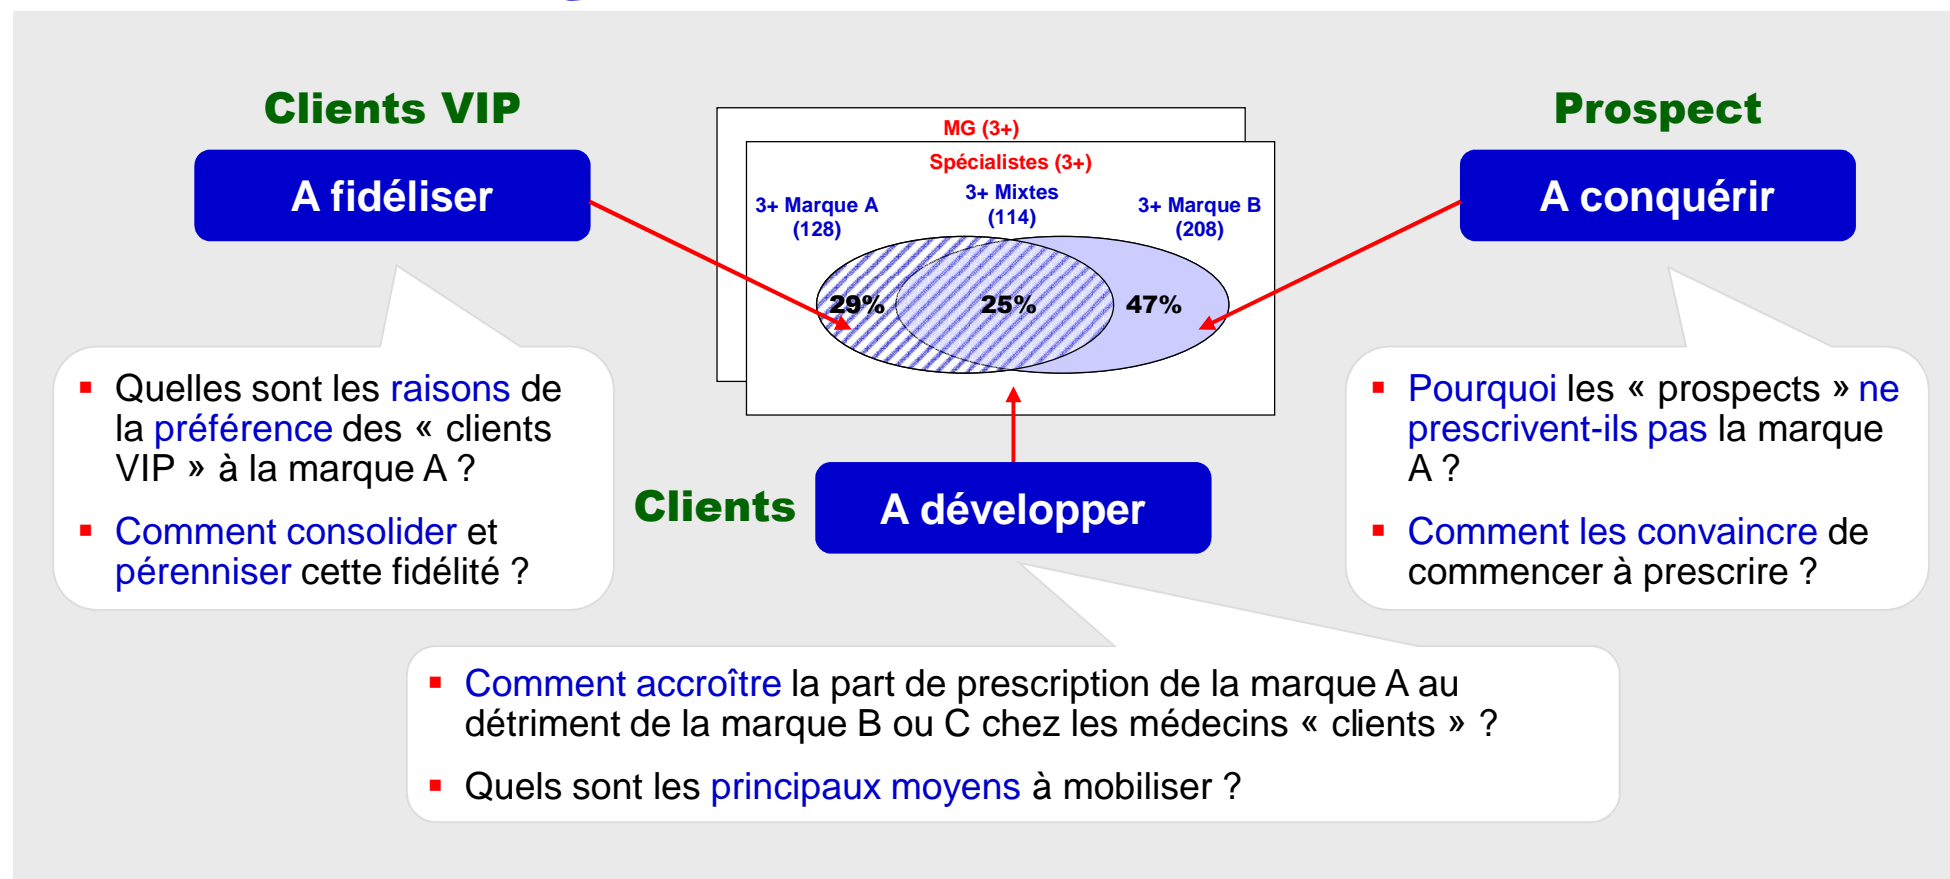 Clients VIP
A fidéliser
Prospect
A conquérir
MG (3+)
Spécialistes (3+)
3+ Marque A
(128)
3+ Mixtes
(114)
3+ Marque B
(208)
29%
25%
47%
▪ Quelles sont les raisons de
la préférence des « clients
VIP » à la marque A ?
▪ Comment consolider et
pérenniser cette fidélité ?
Clients
A développer
▪ Pourquoi les « prospects » ne
prescrivent-ils pas la marque
A ?
▪ Comment les convaincre de
commencer à prescrire ?
▪ Comment accroître la part de prescription de la marque A au
détriment de la marque B ou C chez les médecins « clients » ?
▪ Quels sont les principaux moyens à mobiliser ?